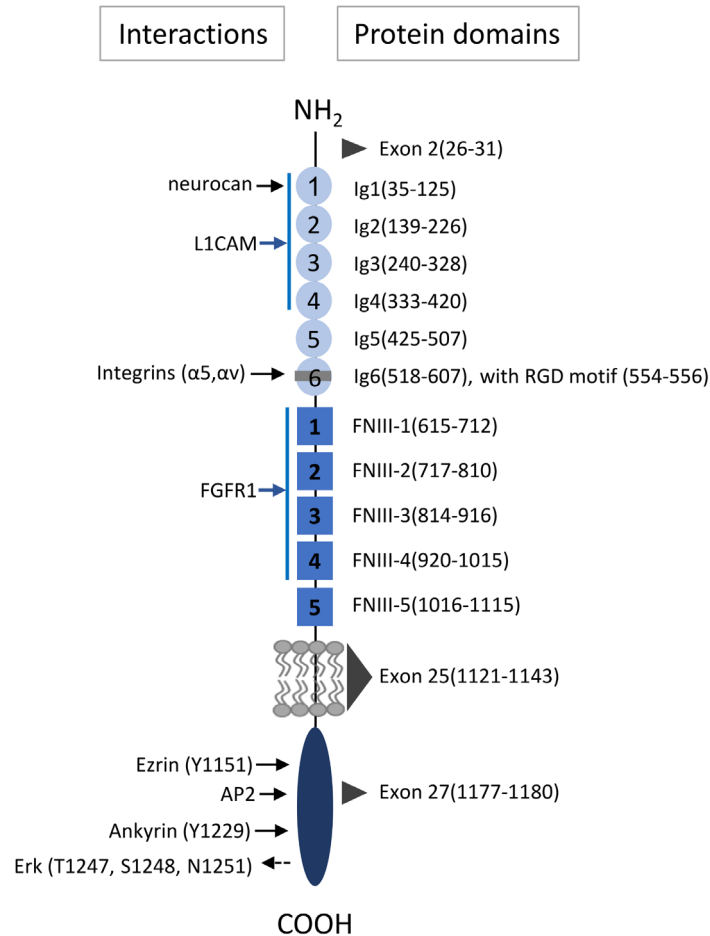 Interactions
Protein domains
NH₂
Exon 2(26-31)
neurocan
1
Ig1(35-125)
2
Ig2(139-226)
L1CAM
3
Ig3(240-328)
4
Ig4(333-420)
5
Ig5(425-507)
Integrins (α5,αv)
6
Ig6(518-607), with RGD motif (554-556)
1
FNIII-1(615-712)
2
FNIII-2(717-810)
FGFR1
3
FNIII-3(814-916)
4
FNIII-4(920-1015)
5
FNIII-5(1016-1115)
Exon 25(1121-1143)
Ezrin (Y1151)
AP2
Exon 27(1177-1180)
Ankyrin (Y1229)
Erk (T1247, S1248, N1251)
COOH